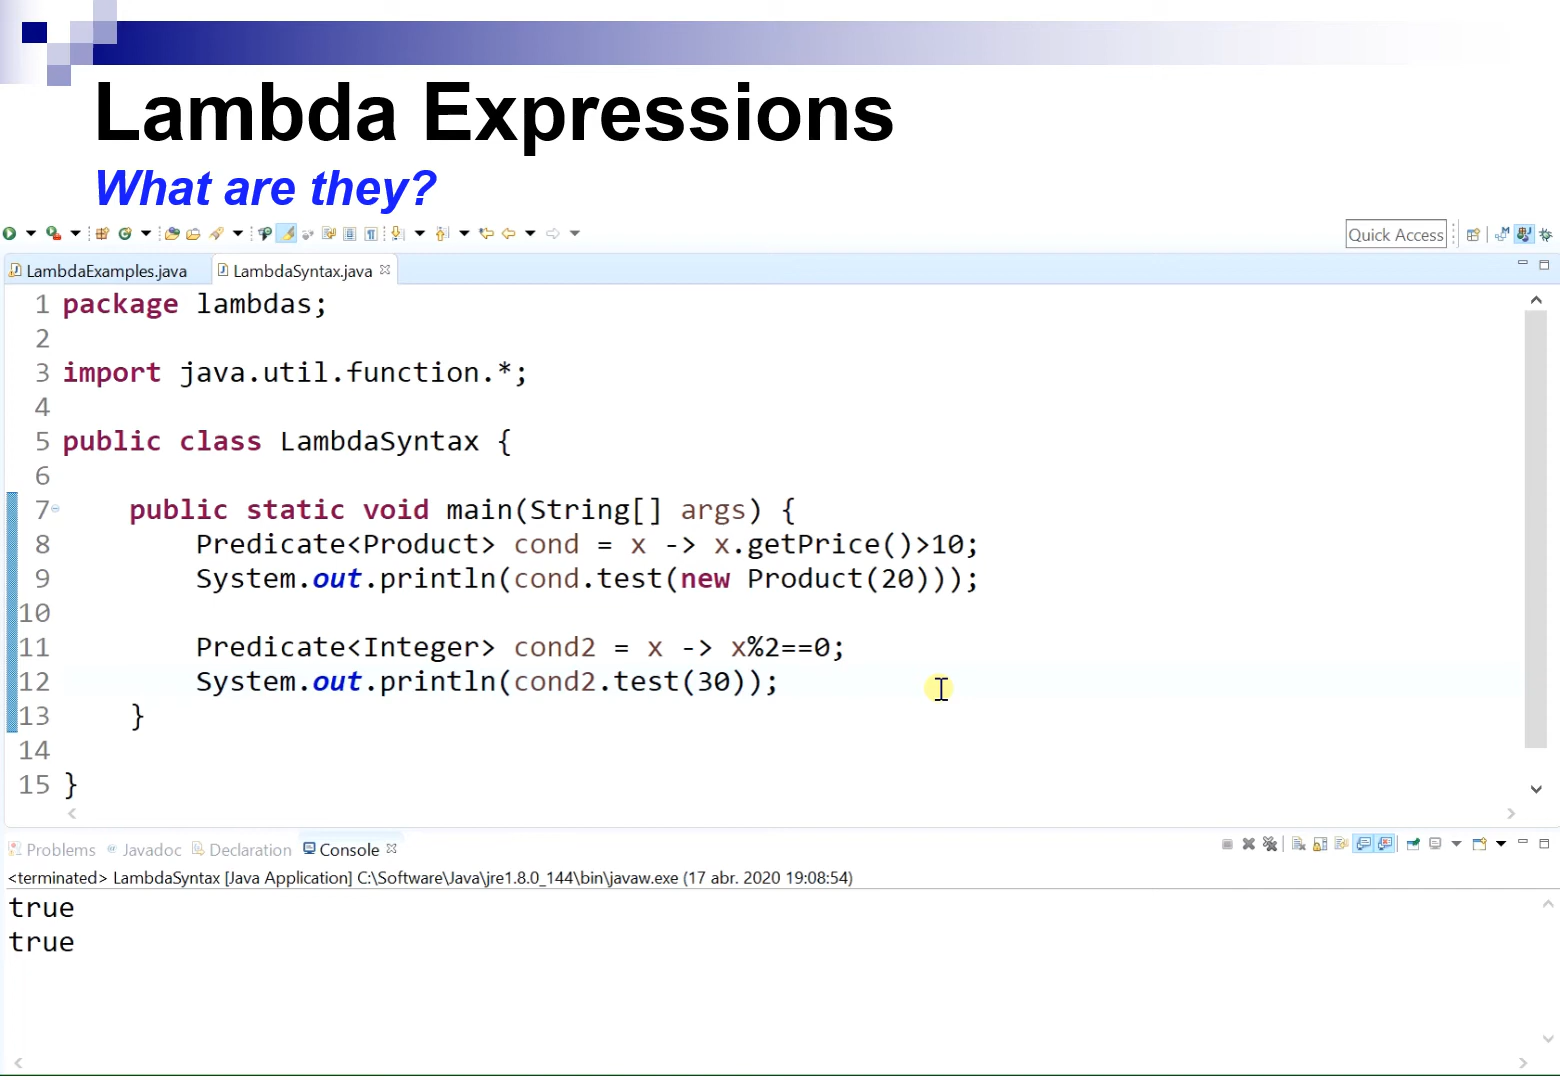 Lambda Expressions
What are they?
Quick Access
LambdaExamples.java LambdaSyntax.java
1 package lambdas;
2
3 import java.util.function.*;
4
5 public class LambdaSyntax {
6
7 public static void main(String[] args) {
8 Predicate<Product> cond = x -> x.getPrice()>10;
9 System.out.println(cond.test(new Product(20)));
10
11 Predicate<Integer> cond2 = x -> x%2==0;
12 System.out.println(cond2.test(30));
13 }
14
15 }
Problems Javadoc Declaration Console
<terminated> LambdaSyntax [Java Application] C:\Software\Java\jre1.8.0_144\bin\javaw.exe (17 abr. 2020 19:08:54)
true
true